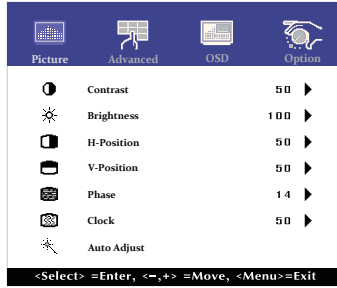 Picture Advanced OSD Option
Contrast 50
Brightness 100
H-Position 50
V-Position 50
Phase 14
Clock 50
Auto Adjust
<Select> =Enter, <−,+> =Move, <Menu>=Exit